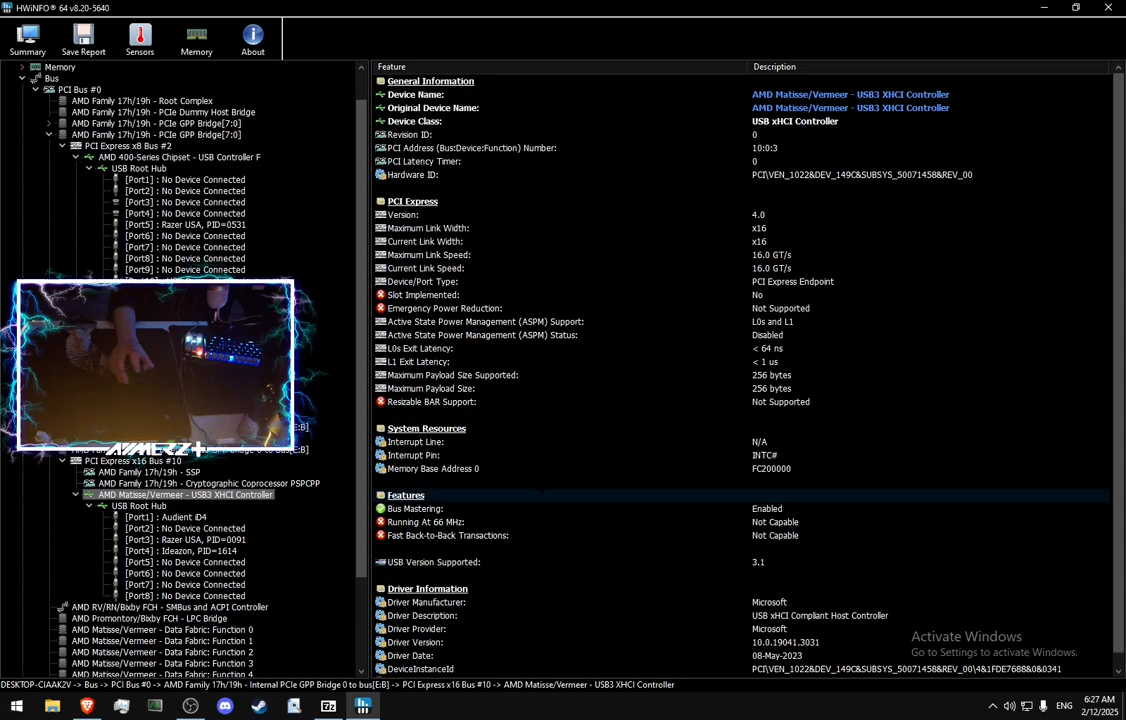 HWiNFO® 64 v8.20-5640
Summary
Save Report
Sensors
Memory
About
Memory
Bus
PCI Bus #0
AMD Family 17h/19h - Root Complex
AMD Family 17h/19h - PCIe Dummy Host Bridge
AMD Family 17h/19h - PCIe GPP Bridge[7:0]
AMD Family 17h/19h - PCIe GPP Bridge[7:0]
PCI Express x8 Bus #2
AMD 400-Series Chipset - USB Controller F
USB Root Hub
[Port1] : No Device Connected
[Port2] : No Device Connected
[Port3] : No Device Connected
[Port4] : No Device Connected
[Port5] : Razer USA, PID=0531
[Port6] : No Device Connected
[Port7] : No Device Connected
[Port8] : No Device Connected
[Port9] : No Device Connected
[E:B]
0 to bus[E:B]
PCI Express x16 Bus #10
AMD Family 17h/19h - SSP
AMD Family 17h/19h - Cryptographic Coprocessor PSPCPP
AMD Matisse/Vermeer - USB3 XHCI Controller
USB Root Hub
[Port1] : Audient iD4
[Port2] : No Device Connected
[Port3] : Razer USA, PID=0091
[Port4] : Ideazon, PID=1614
[Port5] : No Device Connected
[Port6] : No Device Connected
[Port7] : No Device Connected
[Port8] : No Device Connected
AMD RV/RN/Bixby FCH - SMBus and ACPI Controller
AMD Promontory/Bixby FCH - LPC Bridge
AMD Matisse/Vermeer - Data Fabric: Function 0
AMD Matisse/Vermeer - Data Fabric: Function 1
AMD Matisse/Vermeer - Data Fabric: Function 2
AMD Matisse/Vermeer - Data Fabric: Function 3
AMD Matisse/Vermeer - Data Fabric: Function 4
Feature Description
General Information
Device Name: AMD Matisse/Vermeer - USB3 XHCI Controller
Original Device Name: AMD Matisse/Vermeer - USB3 XHCI Controller
Device Class: USB xHCI Controller
Revision ID: 0
PCI Address (Bus:Device:Function) Number: 10:0:3
PCI Latency Timer: 0
Hardware ID: PCI\VEN_1022&DEV_149C&SUBSYS_50071458&REV_00
PCI Express
Version: 4.0
Maximum Link Width: x16
Current Link Width: x16
Maximum Link Speed: 16.0 GT/s
Current Link Speed: 16.0 GT/s
Device/Port Type: PCI Express Endpoint
Slot Implemented: No
Emergency Power Reduction: Not Supported
Active State Power Management (ASPM) Support: L0s and L1
Active State Power Management (ASPM) Status: Disabled
L0s Exit Latency: < 64 ns
L1 Exit Latency: < 1 us
Maximum Payload Size Supported: 256 bytes
Maximum Payload Size: 256 bytes
Resizable BAR Support: Not Supported
System Resources
Interrupt Line: N/A
Interrupt Pin: INTC#
Memory Base Address 0 FC200000
Features
Bus Mastering: Enabled
Running At 66 MHz: Not Capable
Fast Back-to-Back Transactions: Not Capable
USB Version Supported: 3.1
Driver Information
Driver Manufacturer: Microsoft
Driver Description: USB xHCI Compliant Host Controller
Driver Provider: Microsoft
Driver Version: 10.0.19041.3031
Driver Date: 08-May-2023
DeviceInstanceId PCI\VEN_1022&DEV_149C&SUBSYS_50071458&REV_00\4&1FDE7688&0&0341
Activate Windows
Go to Settings to activate Windows.
DESKTOP-CIAAK2V -> Bus -> PCI Bus #0 -> AMD Family 17h/19h - Internal PCIe GPP Bridge 0 to bus[E:B] -> PCI Express x16 Bus #10 -> AMD Matisse/Vermeer - USB3 XHCI Controller
ENG
6:27 AM
2/12/2025